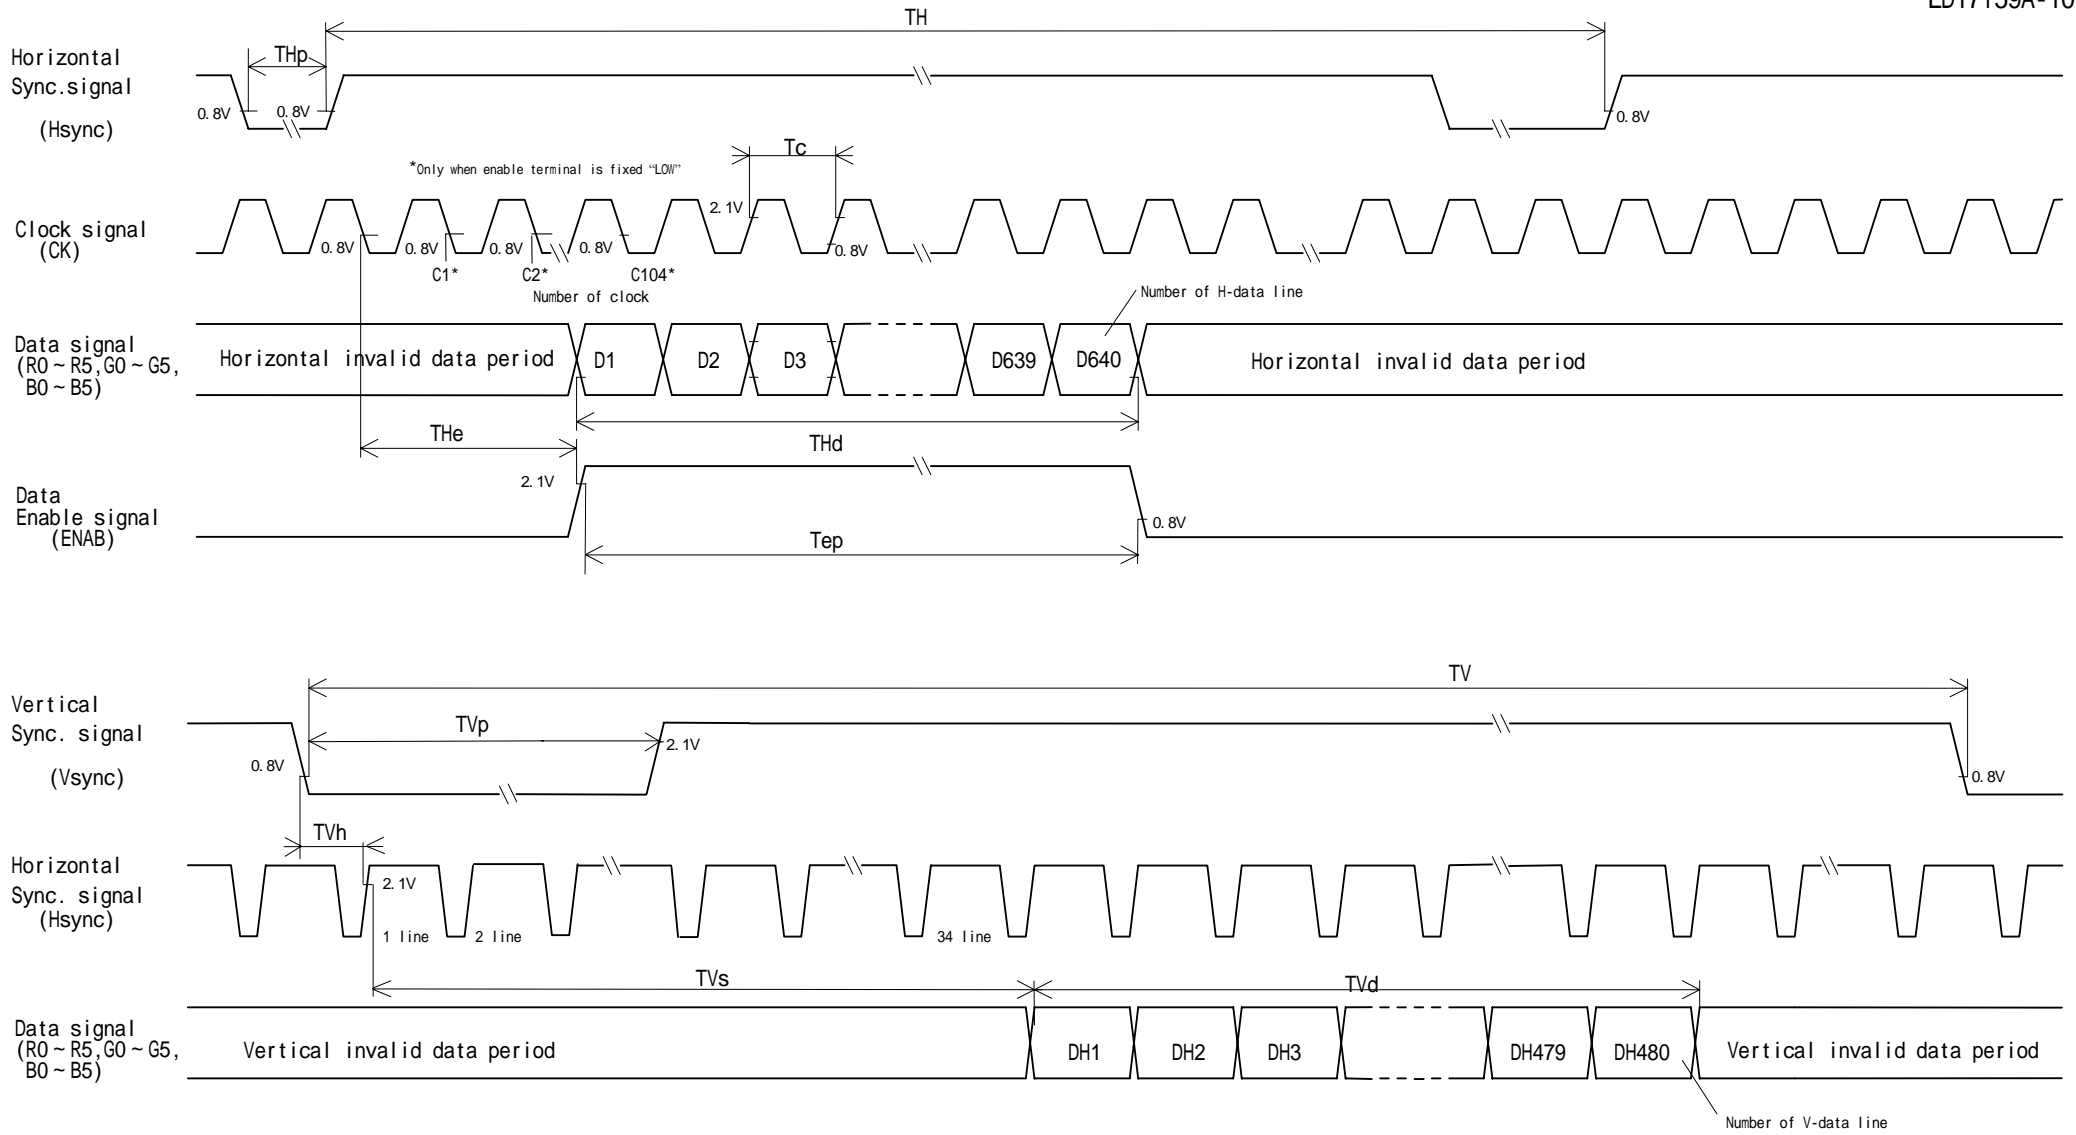 TH
Horizontal
THp
Sync.signal
0.8V
0.8V
0.8V
(Hsync)
Tc
*Only when enable terminal is fixed “LOW”
2.1V
Clock signal
(CK)
0.8V
0.8V
0.8V
0.8V
0.8V
C1*
C2*
C104*
Number of clock
Number of H-data line
Data signal
(R0~R5,G0~G5,
B0~B5)
Horizontal invalid data period
D1
D2
D3
D639
D640
Horizontal invalid data period
THe
THd
2.1V
Data
Enable signal
(ENAB)
0.8V
Tep
TV
Vertical
Sync. signal
TVp
2.1V
0.8V
(Vsync)
0.8V
TVh
Horizontal
Sync. signal
(Hsync)
2.1V
1 line
2 line
34 line
TVs
TVd
Data signal
(R0~R5,G0~G5,
B0~B5)
Vertical invalid data period
DH1
DH2
DH3
DH479
DH480
Vertical invalid data period
Number of V-data line